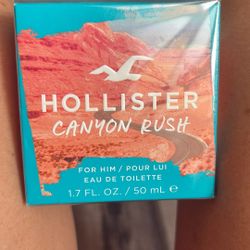 HOLLISTER
CANYON RUSH
FOR HIM / POUR LUI
EAU DE TOILETTE
1.7 FL. OZ. / 50 mL ℮